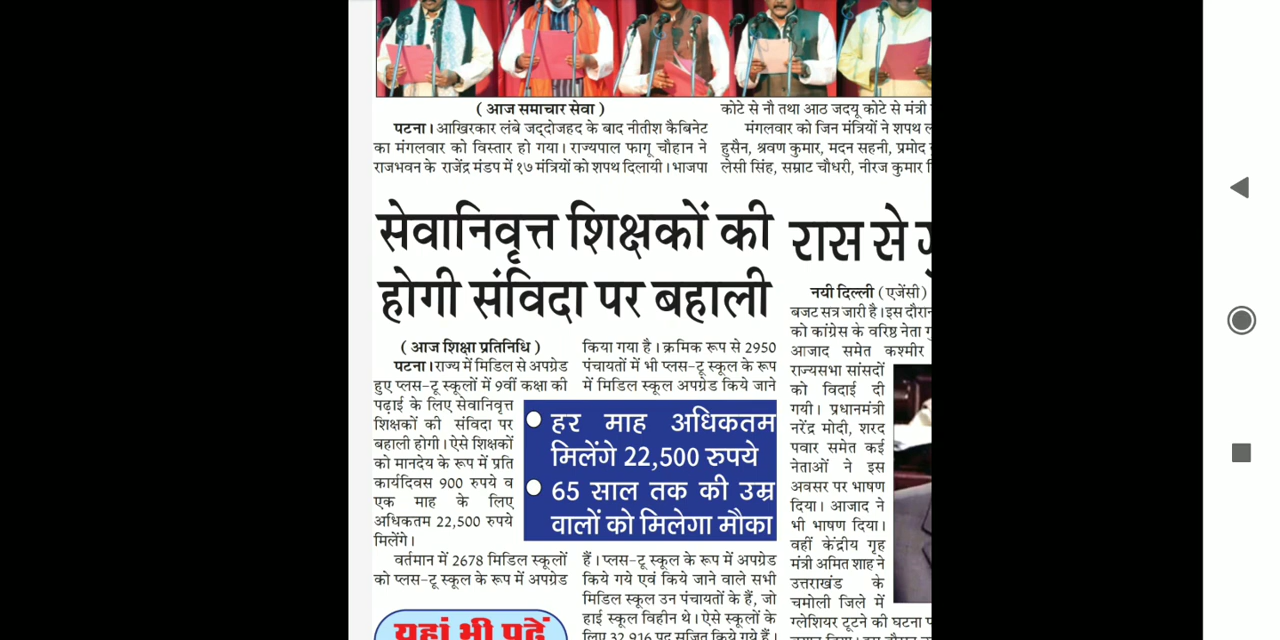 ( आज समाचार सेवा )
पटना। आखिरकार लंबे जद्दोजहद के बाद नीतीश कैबिनेट
का मंगलवार को विस्तार हो गया। राज्यपाल फागू चौहान ने
राजभवन के राजेंद्र मंडप में १७ मंत्रियों को शपथ दिलायी। भाजपा
कोटे से नौ तथा आठ जदयू कोटे से मंत्री
मंगलवार को जिन मंत्रियों ने शपथ
हुसैन, श्रवण कुमार, मदन सहनी, प्रमोद
लेसी सिंह, सम्राट चौधरी, नीरज कुमार
सेवानिवृत्त शिक्षकों की
होगी संविदा पर बहाली
( आज शिक्षा प्रतिनिधि )
पटना। राज्य में मिडिल से अपग्रेड
हुए प्लस-टू स्कूलों में 9वीं कक्षा की
पढ़ाई के लिए सेवानिवृत्त
शिक्षकों की संविदा पर
बहाली होगी। ऐसे शिक्षकों
को मानदेय के रूप में प्रति
कार्यदिवस 900 रुपये व
एक माह के लिए
अधिकतम 22,500 रुपये
मिलेंगे।
वर्तमान में 2678 मिडिल स्कूलों
को प्लस-टू स्कूल के रूप में अपग्रेड
यहां भी पढ़ें
किया गया है। क्रमिक रूप से 2950
पंचायतों में भी प्लस-टू स्कूल के रूप
में मिडिल स्कूल अपग्रेड किये जाने
हर माह अधिकतम
मिलेंगे 22,500 रुपये
65 साल तक की उम्र
वालों को मिलेगा मौका
हैं। प्लस-टू स्कूल के रूप में अपग्रेड
किये गये एवं किये जाने वाले सभी
मिडिल स्कूल उन पंचायतों के हैं, जो
हाई स्कूल विहीन थे। ऐसे स्कूलों के
लिए 32,916 पद सृजित किये गये हैं।
रास से
नयी दिल्ली (एजेंसी)
बजट सत्र जारी है। इस दौरान
को कांग्रेस के वरिष्ठ नेता
आजाद समेत कश्मीर
राज्यसभा सांसदों
को विदाई दी
गयी। प्रधानमंत्री
नरेंद्र मोदी, शरद
पवार समेत कई
नेताओं ने इस
अवसर पर भाषण
दिया। आजाद ने
भी भाषण दिया।
वहीं केंद्रीय गृह
मंत्री अमित शाह ने
उत्तराखंड के
चमोली जिले में
ग्लेशियर टूटने की घटना